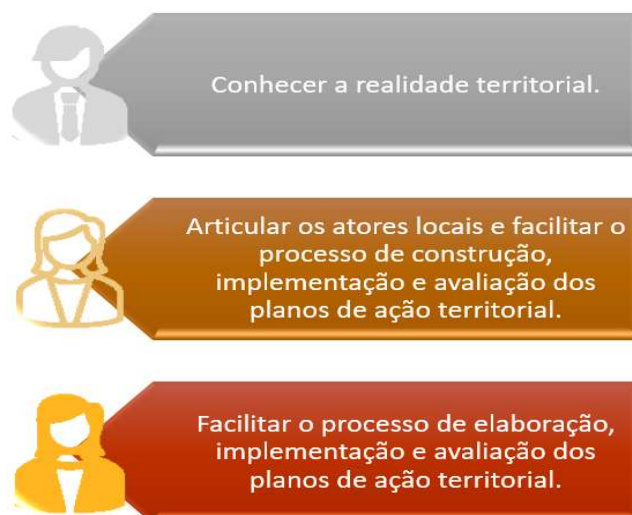 Conhecer a realidade territorial.
Articular os atores locais e facilitar o
processo de construção,
implementação e avaliação dos
planos de ação territorial.
Facilitar o processo de elaboração,
implementação e avaliação dos
planos de ação territorial.